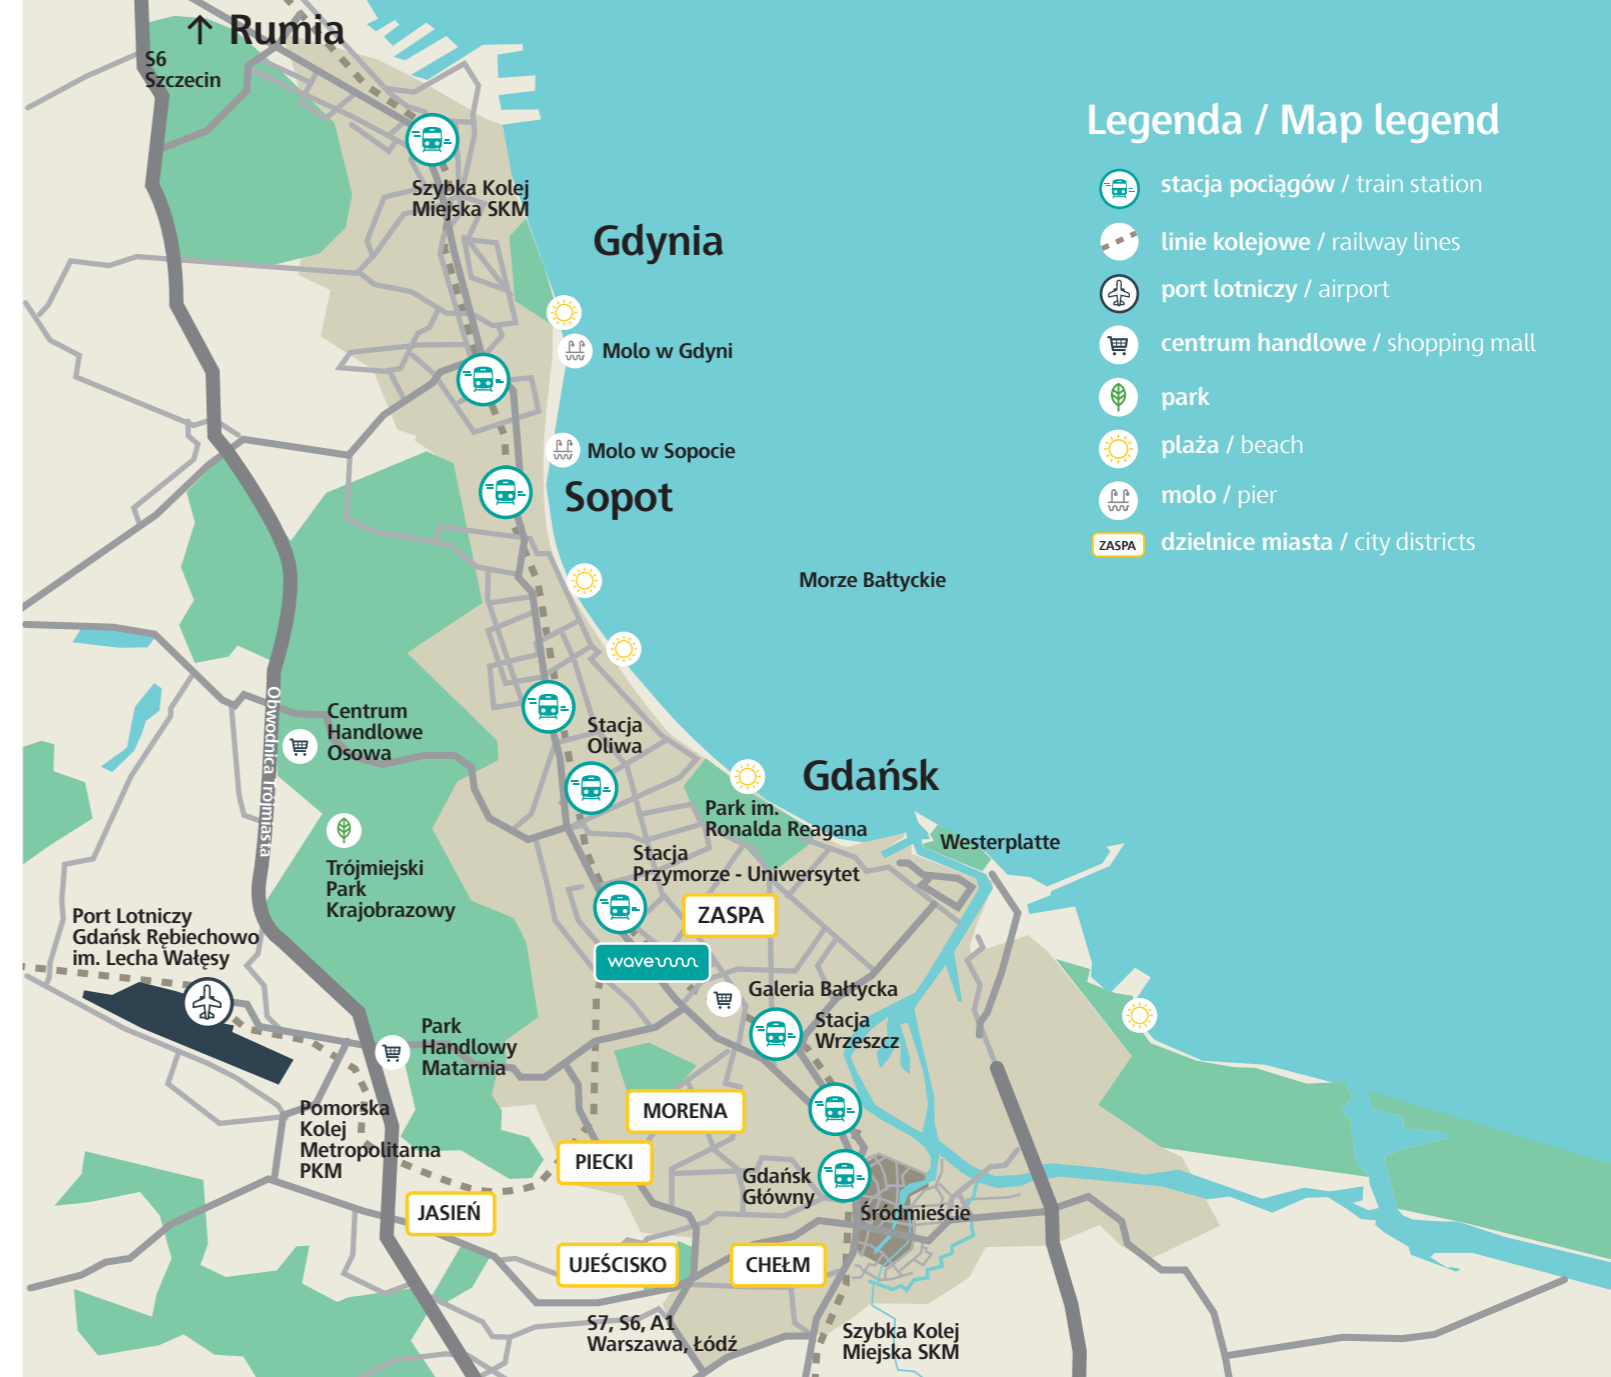 Rumia
S6
Szczecin
Szybka Kolej
Miejska SKM
Gdynia
Molo w Gdyni
Molo w Sopocie
Sopot
Morze Bałtyckie
Legenda / Map legend
stacja pociągów / train station
linie kolejowe / railway lines
port lotniczy / airport
centrum handlowe / shopping mall
park
plaża / beach
molo / pier
ZASPA dzielnice miasta / city districts
Obwodnica Trójmiasta
Centrum
Handlowe
Osowa
Stacja
Oliwa
Gdańsk
Park im.
Ronalda Reagana
Westerplatte
Trójmiejski
Park
Krajobrazowy
Stacja
Przymorze - Uniwersytet
ZASPA
Port Lotniczy
Gdańsk Rębiechowo
im. Lecha Wałęsy
wave
Galeria Bałtycka
Stacja
Wrzeszcz
Park
Handlowy
Matarnia
Pomorska
Kolej
Metropolitarna
PKM
MORENA
PIECKI
JASIEŃ
Gdańsk
Główny
Śródmieście
UJEŚCISKO
CHEŁM
S7, S6, A1
Warszawa, Łódź
Szybka Kolej
Miejska SKM